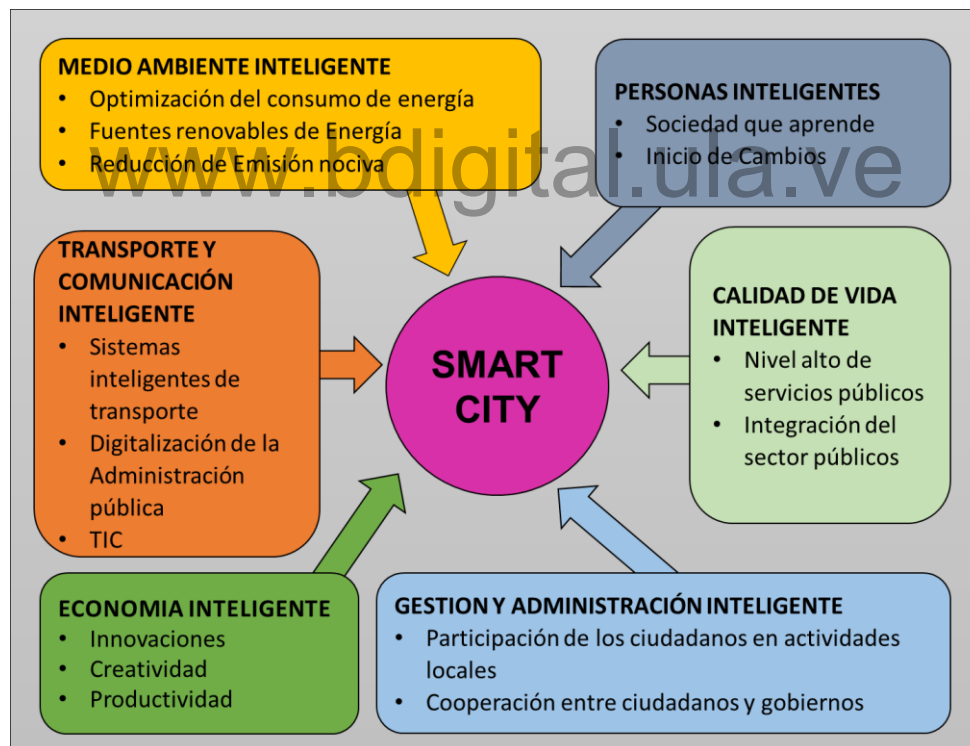 MEDIO AMBIENTE INTELIGENTE
• Optimización del consumo de energía
• Fuentes renovables de Energía
• Reducción de Emisión nociva
PERSONAS INTELIGENTES
• Sociedad que aprende
• Inicio de Cambios
www.bdigital.ula.ve
TRANSPORTE Y
COMUNICACIÓN
INTELIGENTE
• Sistemas
inteligentes de
transporte
• Digitalización de la
Administración
pública
• TIC
SMART
CITY
CALIDAD DE VIDA
INTELIGENTE
• Nivel alto de
servicios públicos
• Integración del
sector públicos
ECONOMIA INTELIGENTE
• Innovaciones
• Creatividad
• Productividad
GESTION Y ADMINISTRACIÓN INTELIGENTE
• Participación de los ciudadanos en actividades
locales
• Cooperación entre ciudadanos y gobiernos